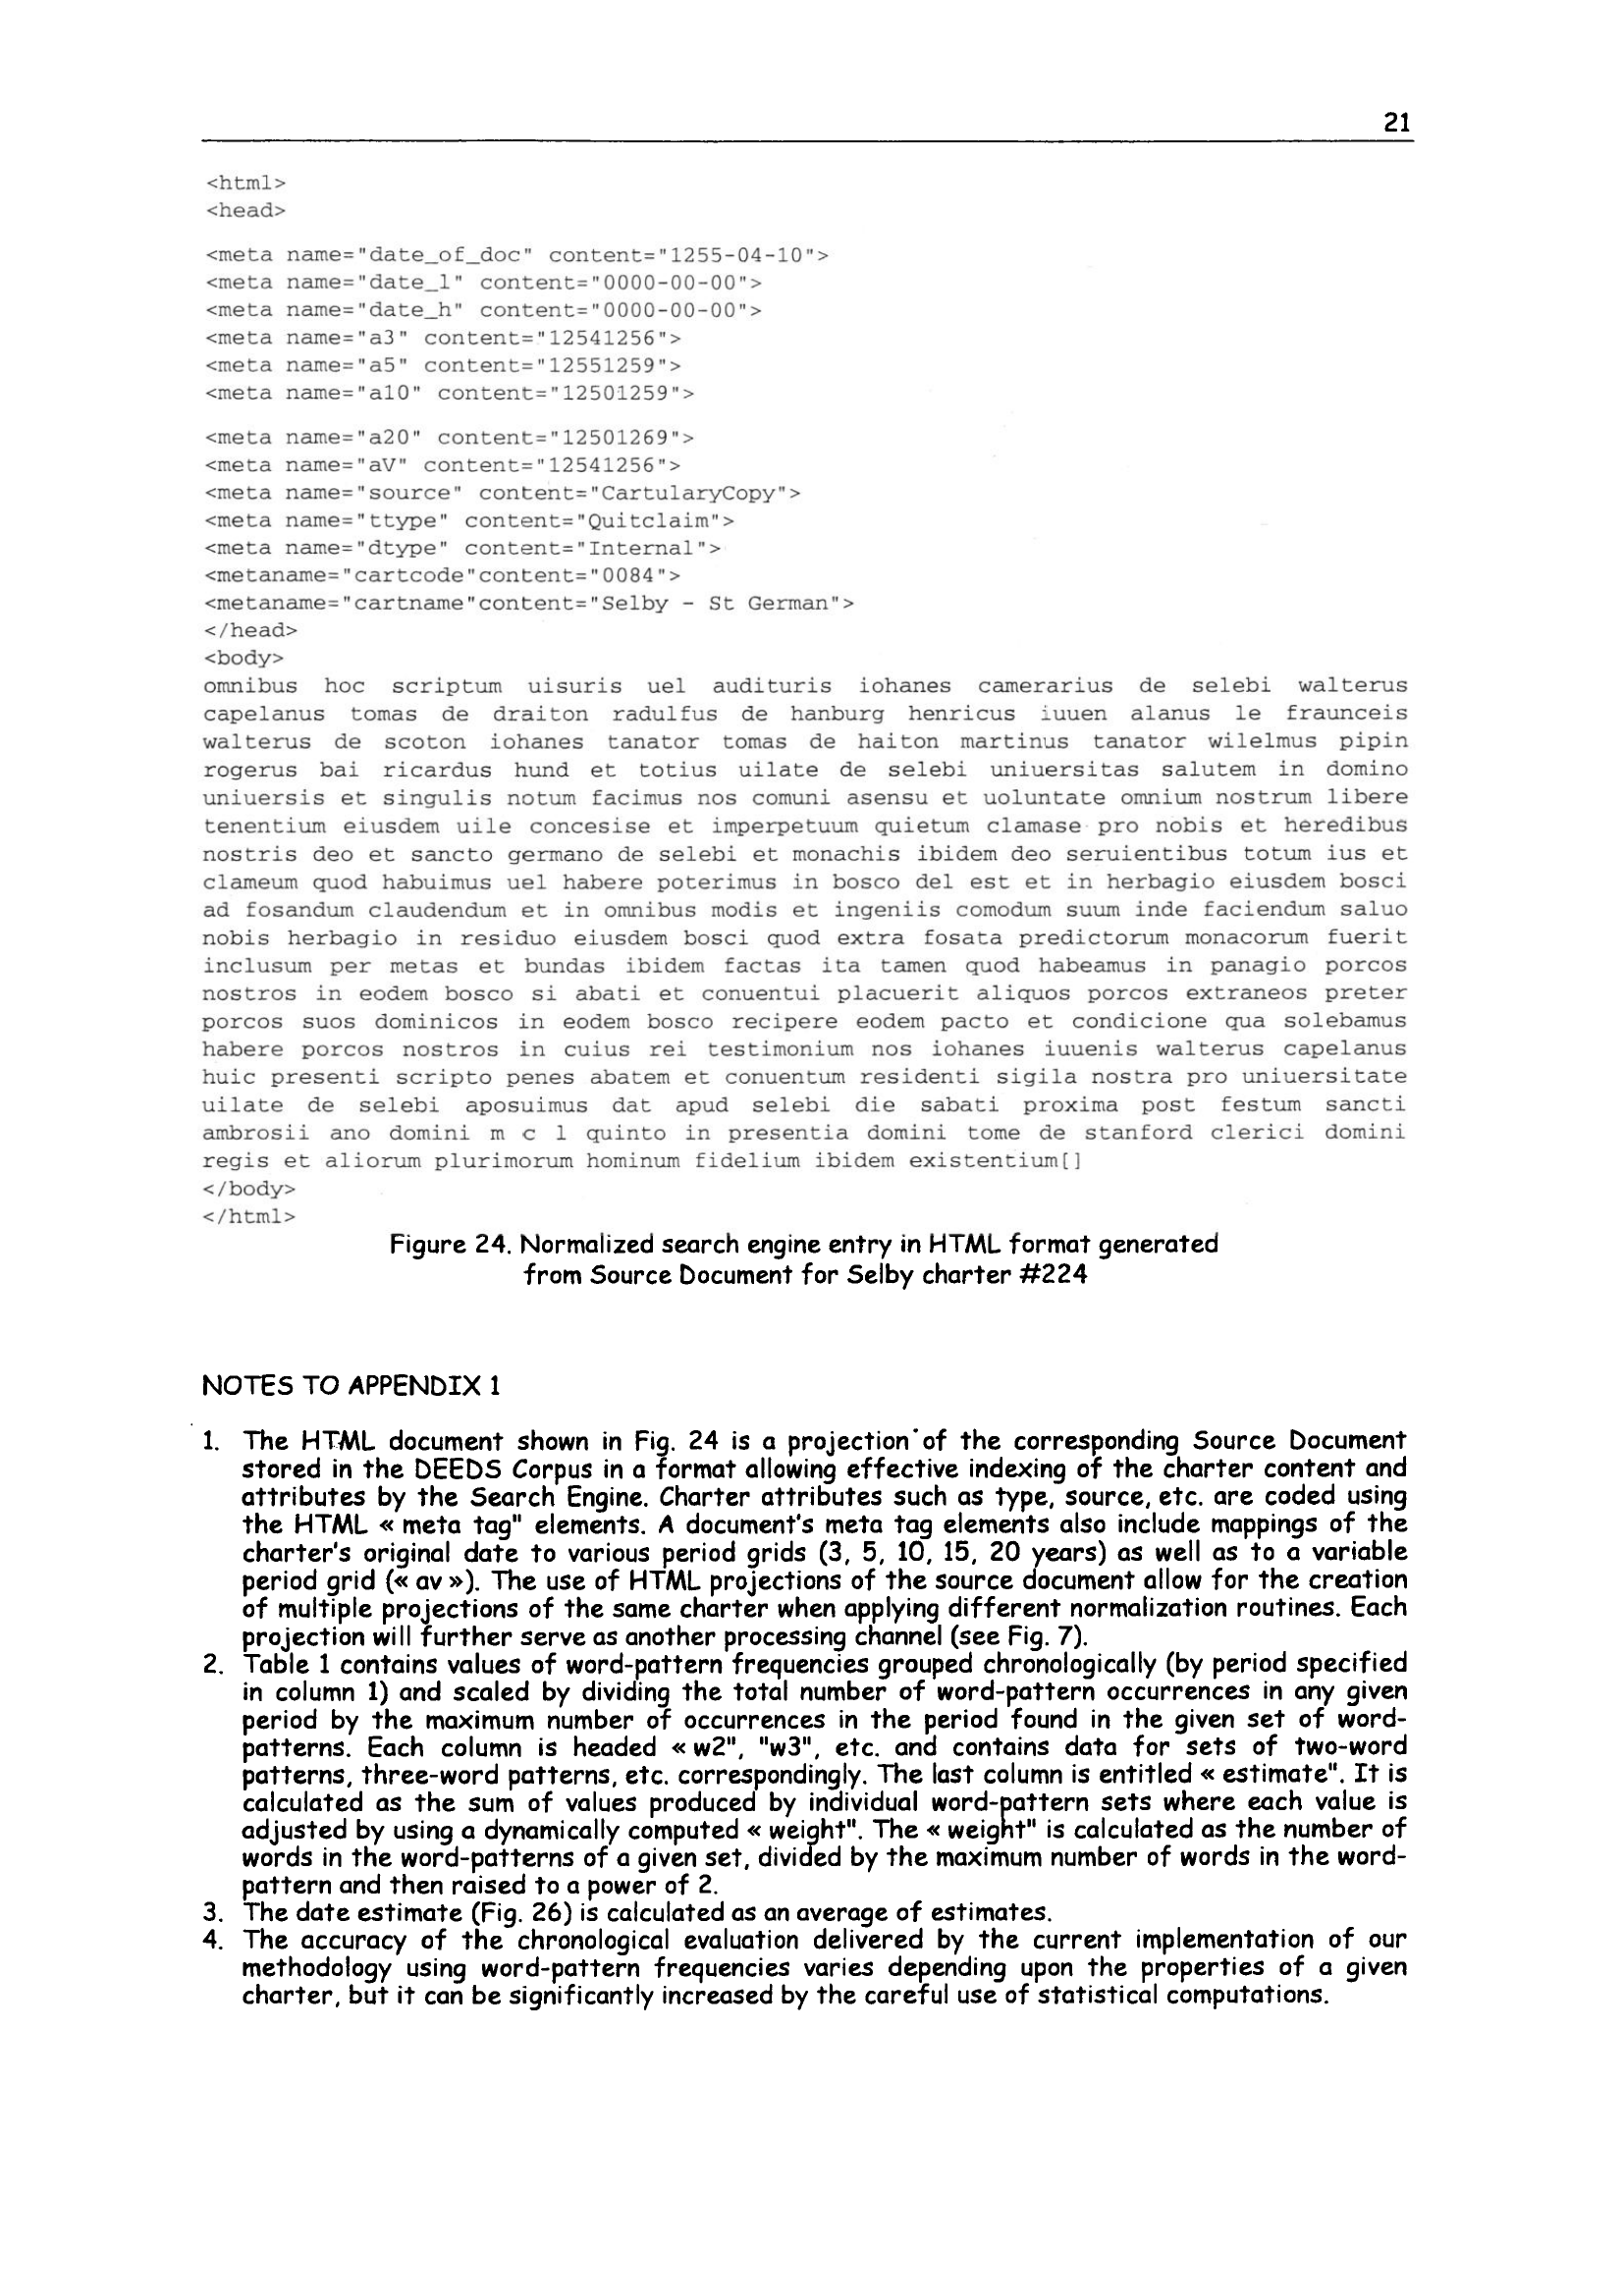 21
<html>
<head>
<meta name="date_of_doc" content="1255-04-10">
<meta name="date_l" content="0000-00-00">
<meta name="date_h" content="0000-00-00">
<meta name="a3" content="12541256">
<meta name="a5" content="12551259">
<meta name="a10" content="12501259">
<meta name="a20" content="12501269">
<meta name="aV" content="12541256">
<meta name="source" content="CartularyCopy">
<meta name="ttype" content="Quitclaim">
<meta name="dtype" content="Internal">
<metaname="cartcode"content="0084">
<metaname="cartname"content="Selby - St German">
</head>
<body>
omnibus hoc scriptum uisuris uel audituris iohanes camerarius de selebi walterus
capelanus tomas de draiton radulfus de hanburg henricus iuuen alanus le fraunceis
walterus de scoton iohanes tanator tomas de haiton martinus tanator wilelmus pipin
rogerus bai ricardus hund et totius uilate de selebi uniuersitas salutem in domino
uniuersis et singulis notum facimus nos comuni asensu et uoluntate omnium nostrum libere
tenentium eiusdem uile concesise et imperpetuum quietum clamase pro nobis et heredibus
nostris deo et sancto germano de selebi et monachis ibidem deo seruientibus totum ius et
clameum quod habuimus uel habere poterimus in bosco del est et in herbagio eiusdem bosci
ad fosandum claudendum et in omnibus modis et ingeniis comodum suum inde faciendum saluo
nobis herbagio in residuo eiusdem bosci quod extra fosata predictorum monacorum fuerit
inclusum per metas et bundas ibidem factas ita tamen quod habeamus in panagio porcos
nostros in eodem bosco si abati et conuentui placuerit aliquos porcos extraneos preter
porcos suos dominicos in eodem bosco recipere eodem pacto et condicione qua solebamus
habere porcos nostros in cuius rei testimonium nos iohanes iuuenis walterus capelanus
huic presenti scripto penes abatem et conuentum residenti sigila nostra pro uniuersitate
uilate de selebi aposuimus dat apud selebi die sabati proxima post festum sancti
ambrosii ano domini m c l quinto in presentia domini tome de stanford clerici domini
regis et aliorum plurimorum hominum fidelium ibidem existentium[]
</body>
</html>
Figure 24. Normalized search engine entry in HTML format generated
from Source Document for Selby charter #224
NOTES TO APPENDIX 1
1. The HTML document shown in Fig. 24 is a projection of the corresponding Source Document
stored in the DEEDS Corpus in a format allowing effective indexing of the charter content and
attributes by the Search Engine. Charter attributes such as type, source, etc. are coded using
the HTML « meta tag" elements. A document's meta tag elements also include mappings of the
charter's original date to various period grids (3, 5, 10, 15, 20 years) as well as to a variable
period grid (« av »). The use of HTML projections of the source document allow for the creation
of multiple projections of the same charter when applying different normalization routines. Each
projection will further serve as another processing channel (see Fig. 7).
2. Table 1 contains values of word-pattern frequencies grouped chronologically (by period specified
in column 1) and scaled by dividing the total number of word-pattern occurrences in any given
period by the maximum number of occurrences in the period found in the given set of word-
patterns. Each column is headed « w2", "w3", etc. and contains data for sets of two-word
patterns, three-word patterns, etc. correspondingly. The last column is entitled « estimate". It is
calculated as the sum of values produced by individual word-pattern sets where each value is
adjusted by using a dynamically computed « weight". The « weight" is calculated as the number of
words in the word-patterns of a given set, divided by the maximum number of words in the word-
pattern and then raised to a power of 2.
3. The date estimate (Fig. 26) is calculated as an average of estimates.
4. The accuracy of the chronological evaluation delivered by the current implementation of our
methodology using word-pattern frequencies varies depending upon the properties of a given
charter, but it can be significantly increased by the careful use of statistical computations.